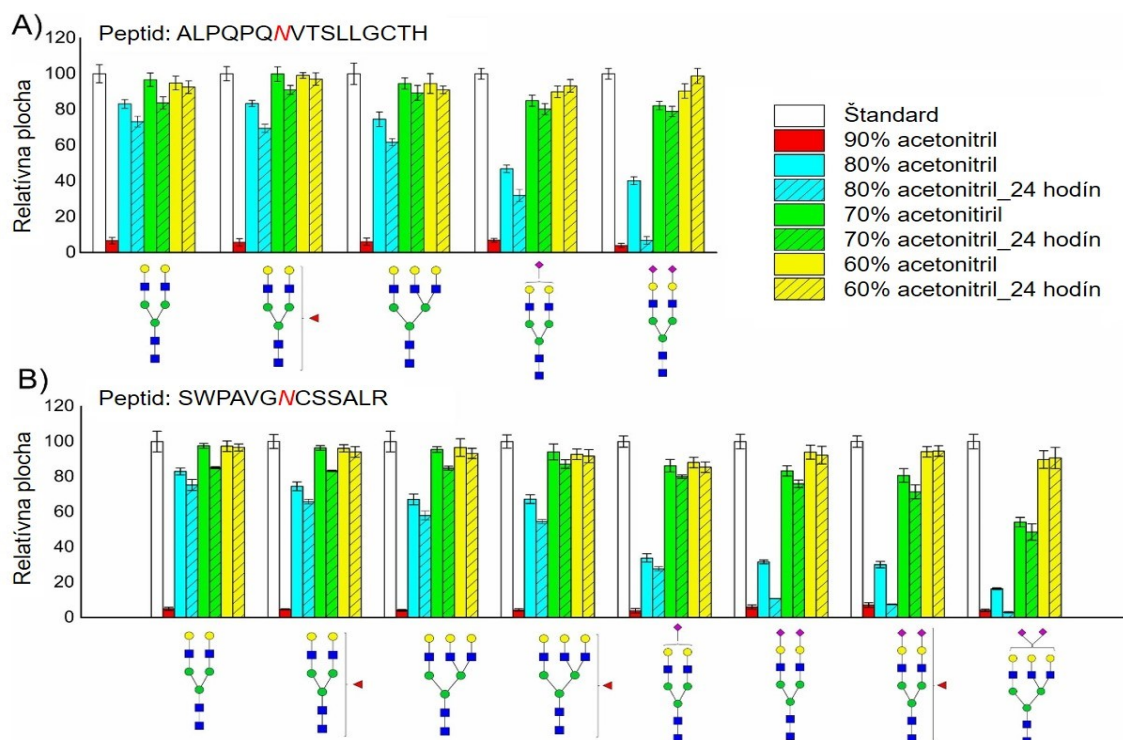 A)
Peptid: ALPQPQNVTSLLGCTH
Relatívna plocha
120
100
80
60
40
20
0
Štandard
90% acetonitril
80% acetonitril
80% acetonitril_24 hodín
70% acetonitiril
70% acetonitril_24 hodín
60% acetonitril
60% acetonitril_24 hodín
B)
Peptid: SWPAVGNCSSALR
Relatívna plocha
120
100
80
60
40
20
0